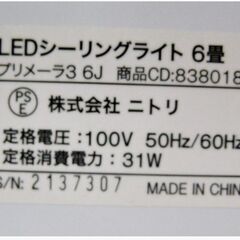 LEDシーリングライト 6畳
プリメーラ3 6J 商品CD:838018
PS
E 株式会社 ニトリ
定格電圧:100V 50Hz/60Hz
定格消費電力:31W
S/N: 2137307 MADE IN CHINA